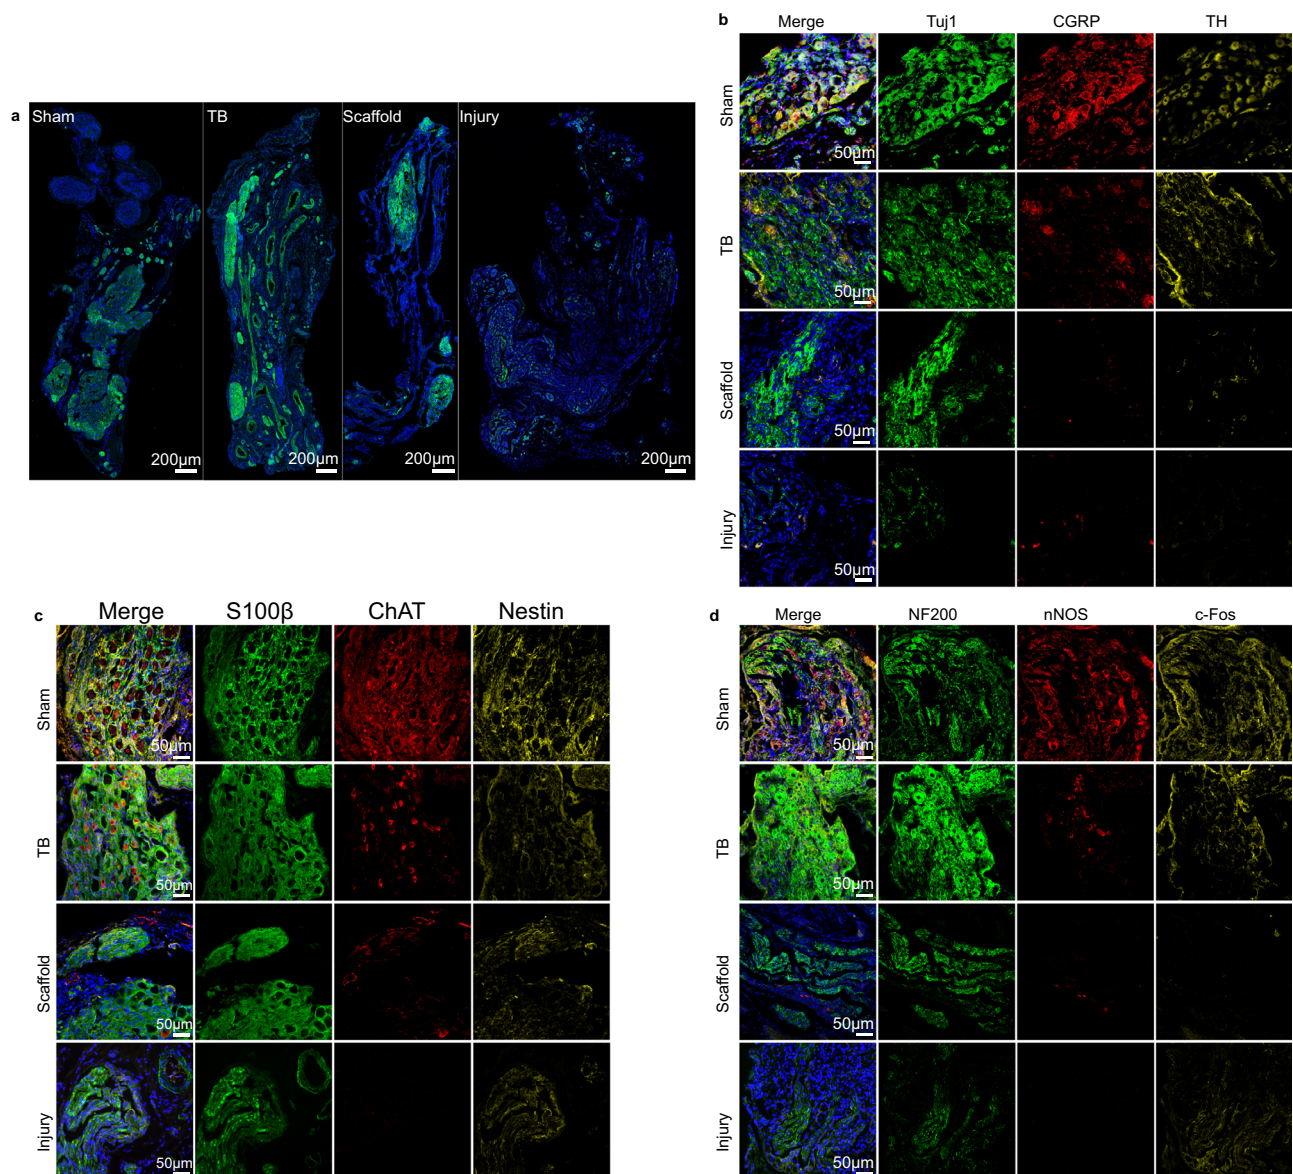 a
Sham TB Scaffold Injury
200µm 200µm 200µm 200µm
b
Merge Tuj1 CGRP TH
Sham
50µm
TB
50µm
Scaffold
50µm
Injury
50µm
c
Merge S100β ChAT Nestin
Sham
50µm
TB
50µm
Scaffold
50µm
Injury
50µm
d
Merge NF200 nNOS c-Fos
Sham
50µm
TB
50µm
Scaffold
50µm
Injury
50µm